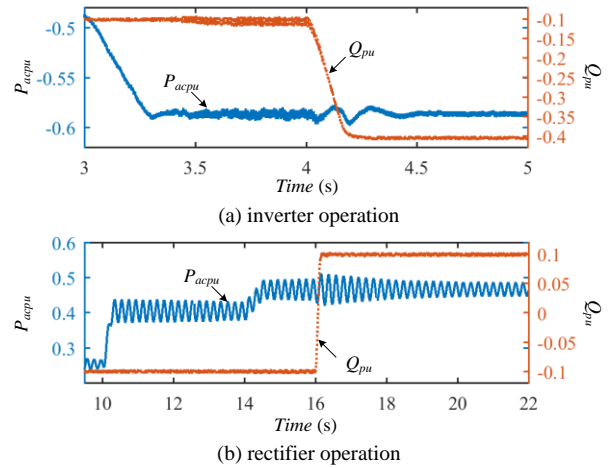 -0.5
-0.55
-0.6
P_acpu
P_acpu
Q_pu
-0.1
-0.15
-0.2
-0.25
-0.3
-0.35
-0.4
Q_pu
3 3.5 4 4.5 5
Time (s)
(a) inverter operation
0.6
0.5
0.4
0.3
P_acpu
P_acpu
Q_pu
0.1
0.05
0
-0.05
-0.1
Q_pu
10 12 14 16 18 20 22
Time (s)
(b) rectifier operation